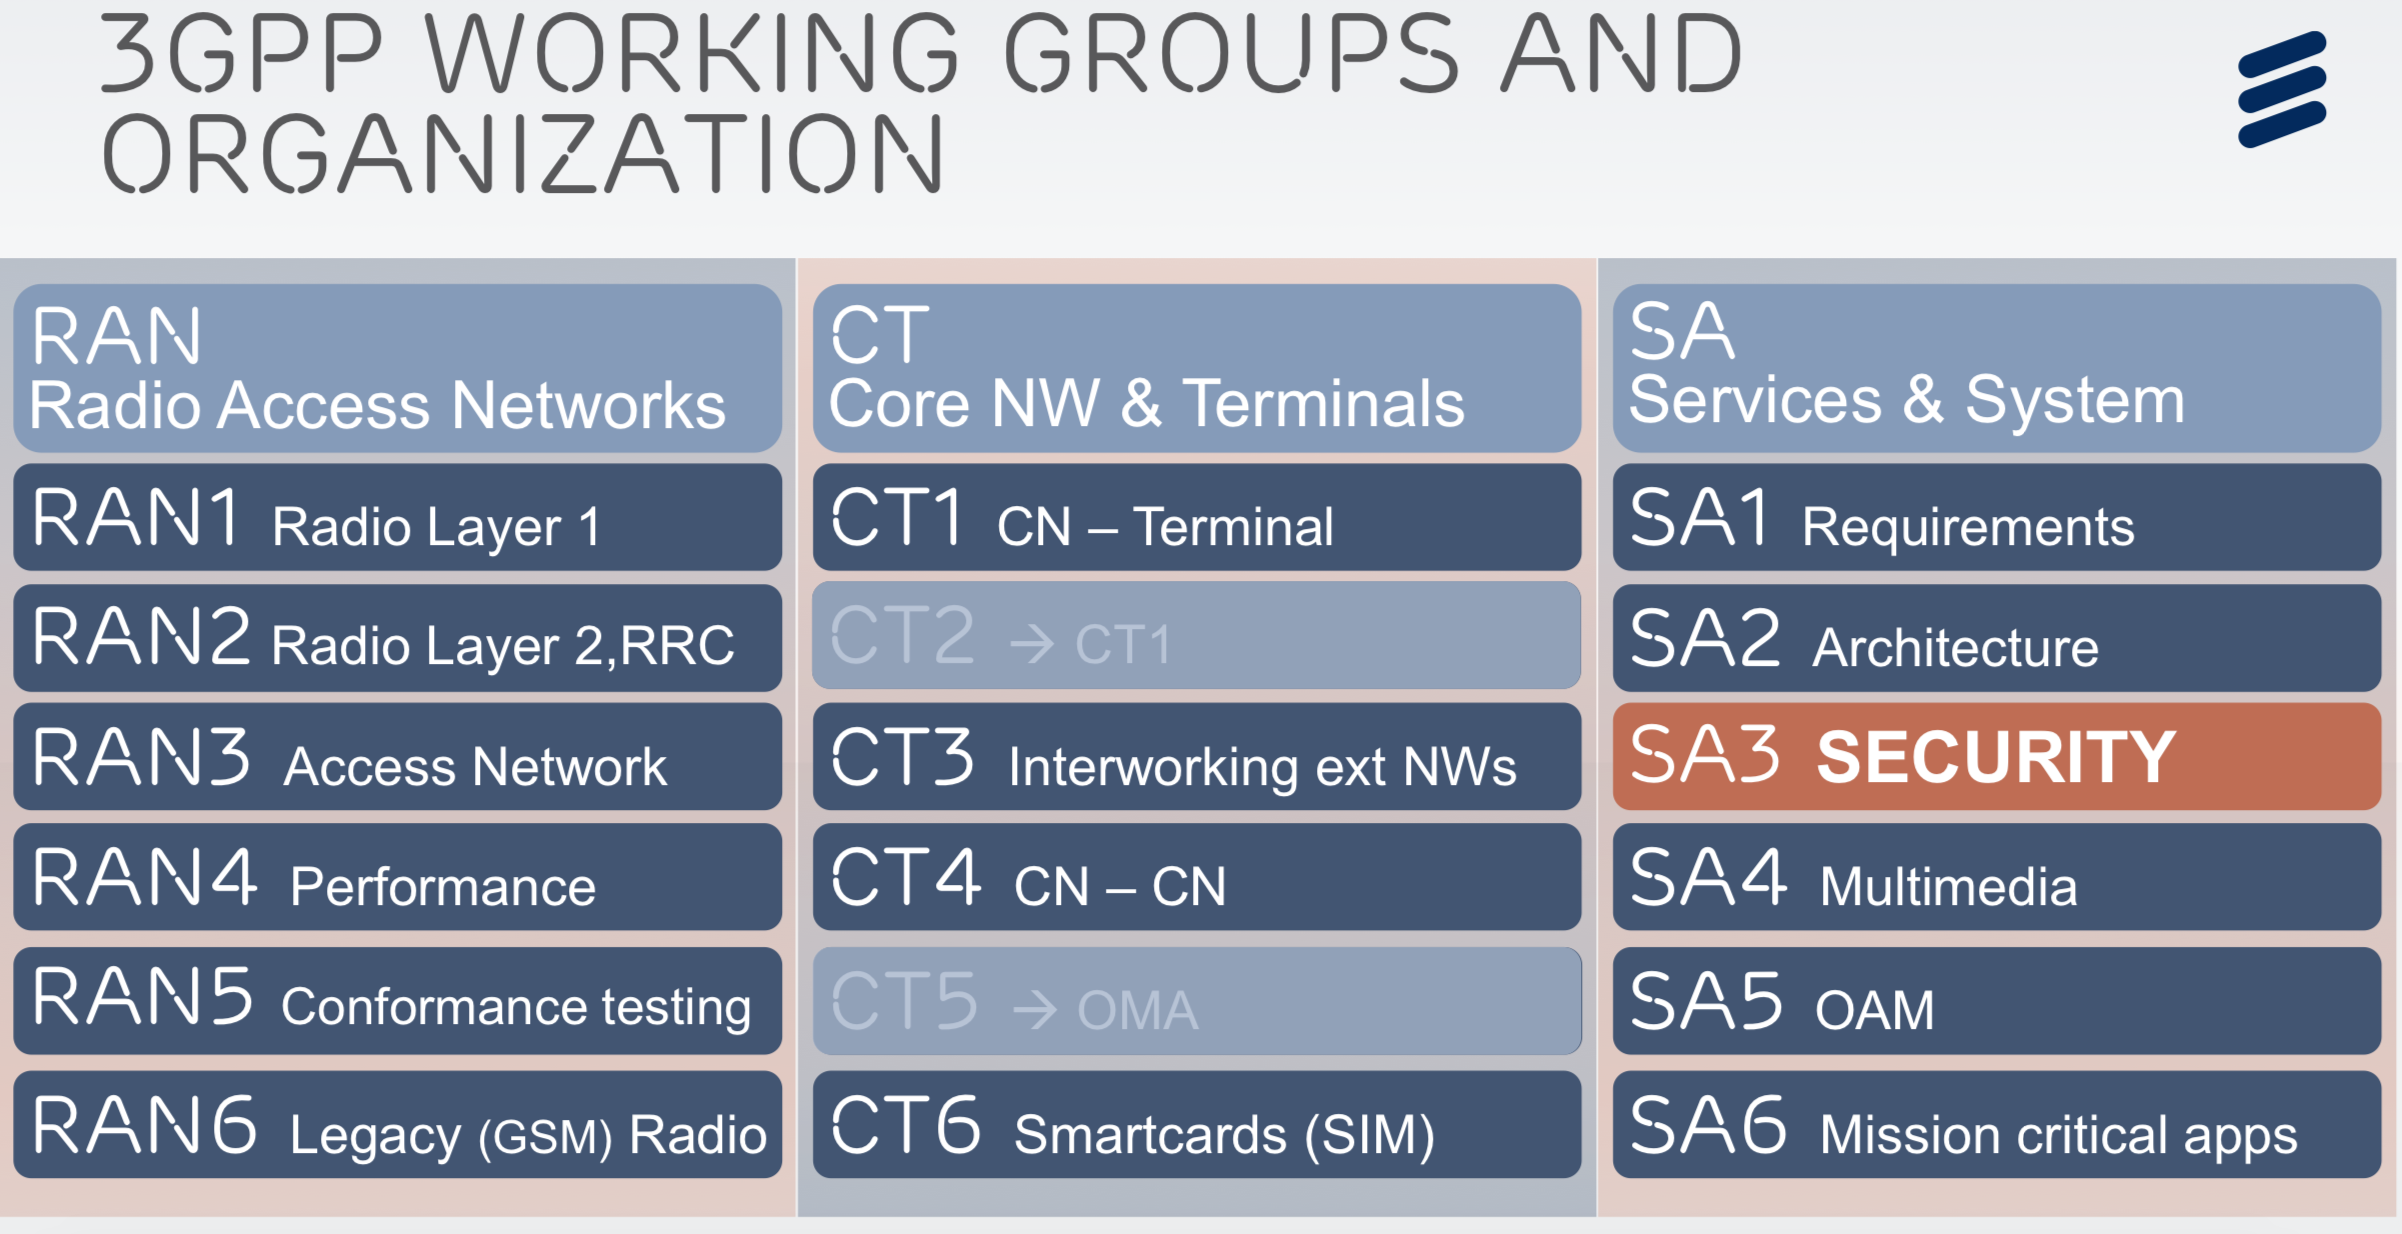 3GPP WORKING GROUPS AND
ORGANIZATION
RAN
Radio Access Networks
RAN1 Radio Layer 1
RAN2 Radio Layer 2,RRC
RAN3 Access Network
RAN4 Performance
RAN5 Conformance testing
RAN6 Legacy (GSM) Radio
CT
Core NW & Terminals
CT1 CN – Terminal
CT2 → CT1
CT3 Interworking ext NWs
CT4 CN – CN
CT5 → OMA
CT6 Smartcards (SIM)
SA
Services & System
SA1 Requirements
SA2 Architecture
SA3 SECURITY
SA4 Multimedia
SA5 OAM
SA6 Mission critical apps